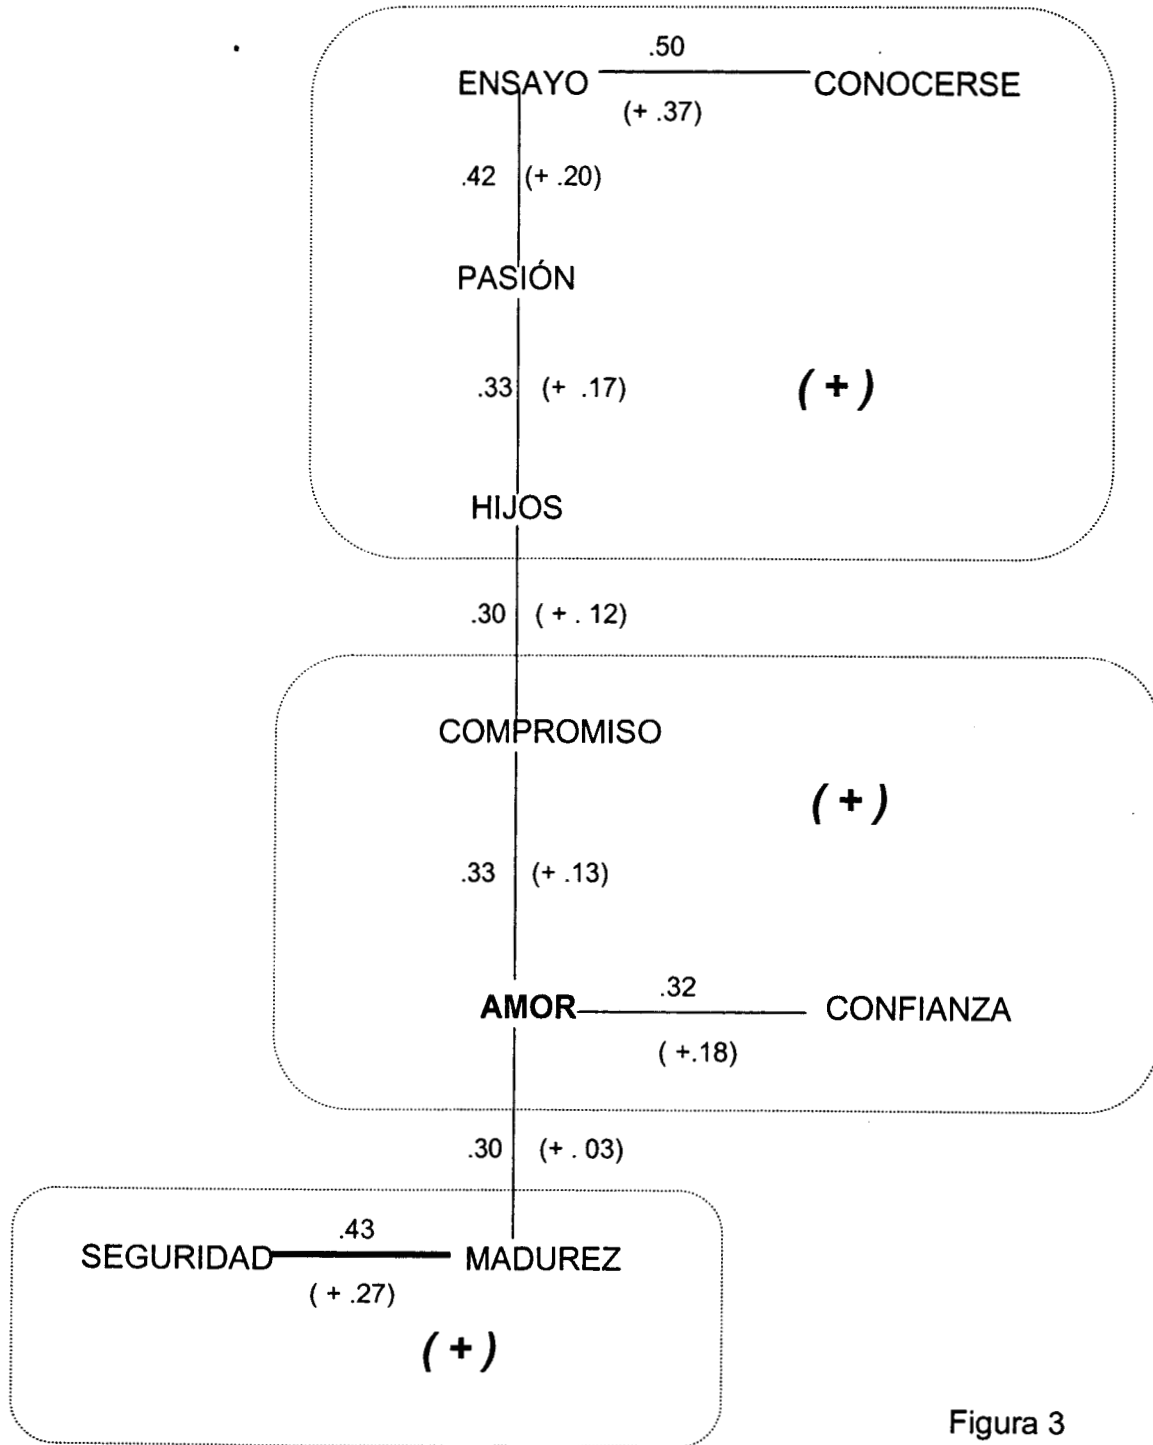 .50
ENSAYO CONOCERSE
(+ .37)
.42 (+ .20)
PASIÓN
.33 (+ .17) (+)
HIJOS
.30 ( + . 12)
COMPROMISO
(+)
.33 (+ .13)
.32
AMOR CONFIANZA
( +.18)
.30 (+ . 03)
.43
SEGURIDAD MADUREZ
( + .27)
(+)
Figura 3